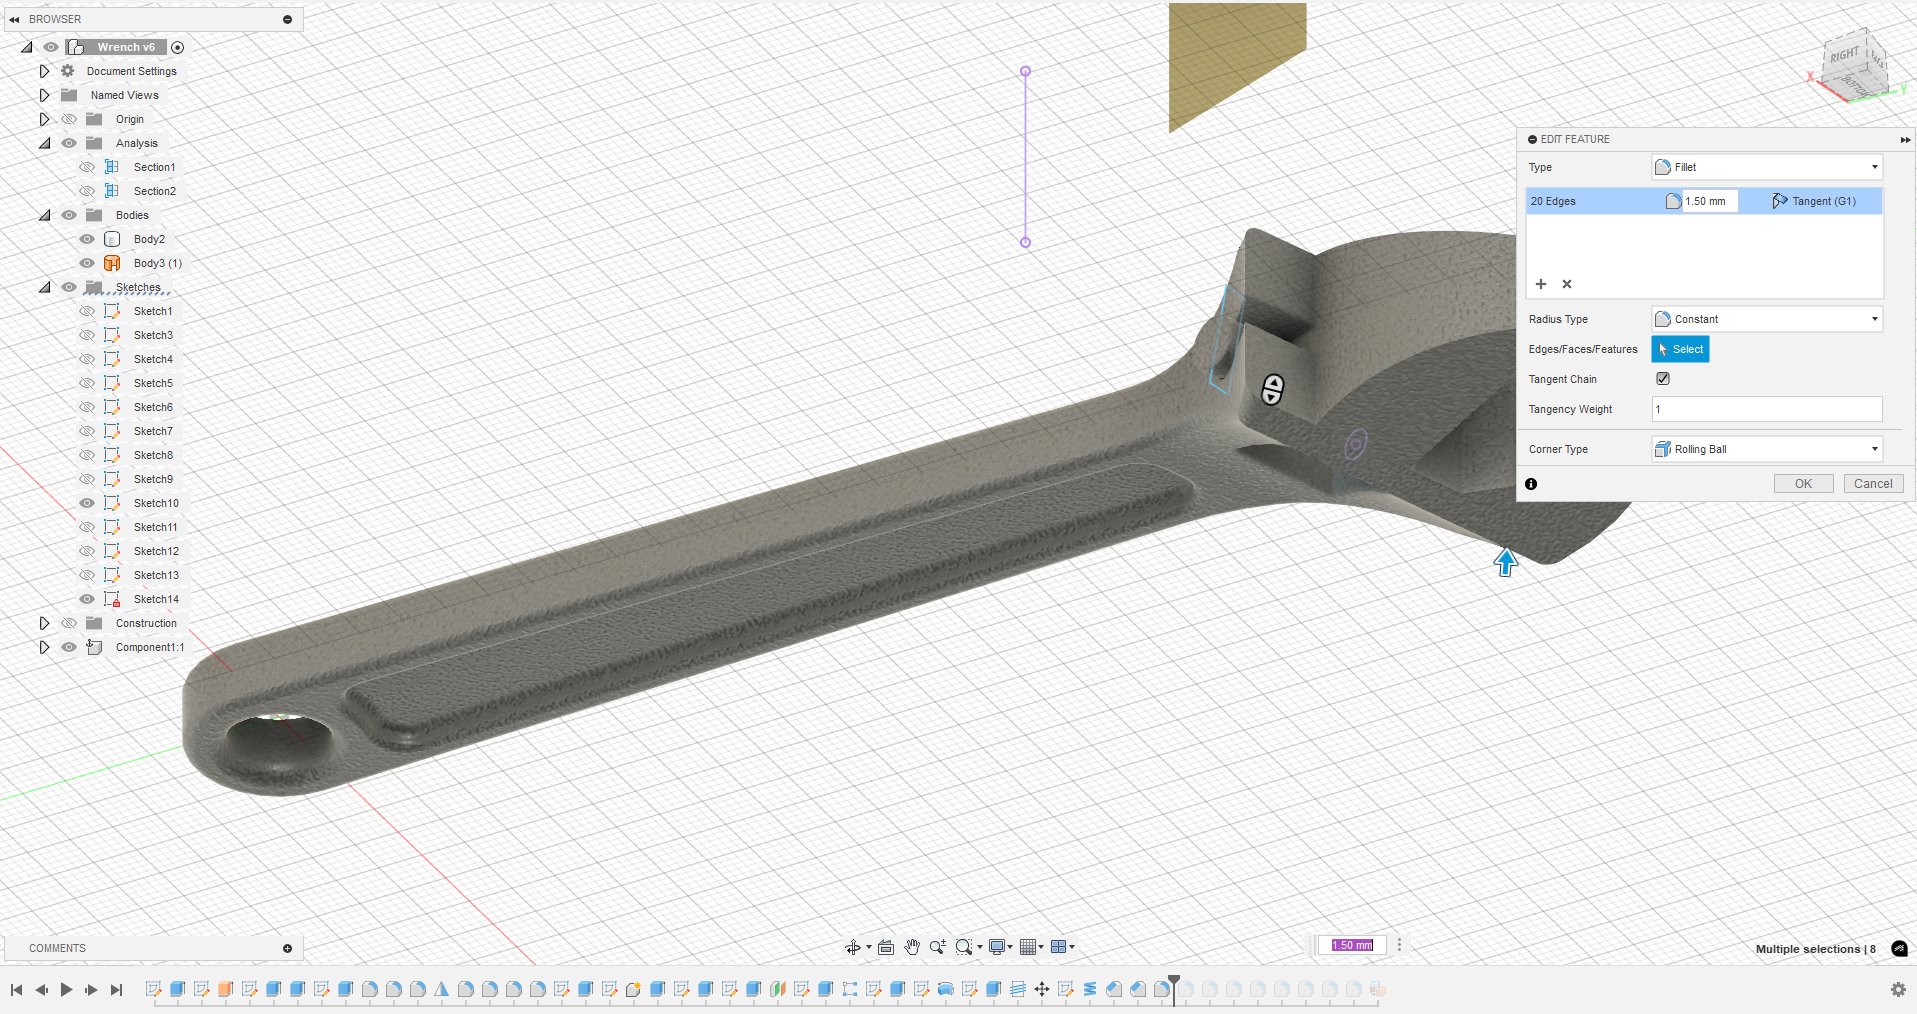 BROWSER
Wrench v6
Document Settings
Named Views
Origin
Analysis
Section1
Section2
Bodies
Body2
Body3 (1)
Sketches
Sketch1
Sketch3
Sketch4
Sketch5
Sketch6
Sketch7
Sketch8
Sketch9
Sketch10
Sketch11
Sketch12
Sketch13
Sketch14
Construction
Component1:1
RIGHT
BOTTOM
X
Y
EDIT FEATURE
Type Fillet
20 Edges 1.50 mm Tangent (G1)
Radius Type Constant
Edges/Faces/Features Select
Tangent Chain
Tangency Weight 1
Corner Type Rolling Ball
OK Cancel
COMMENTS
1.50 mm
Multiple selections | 8